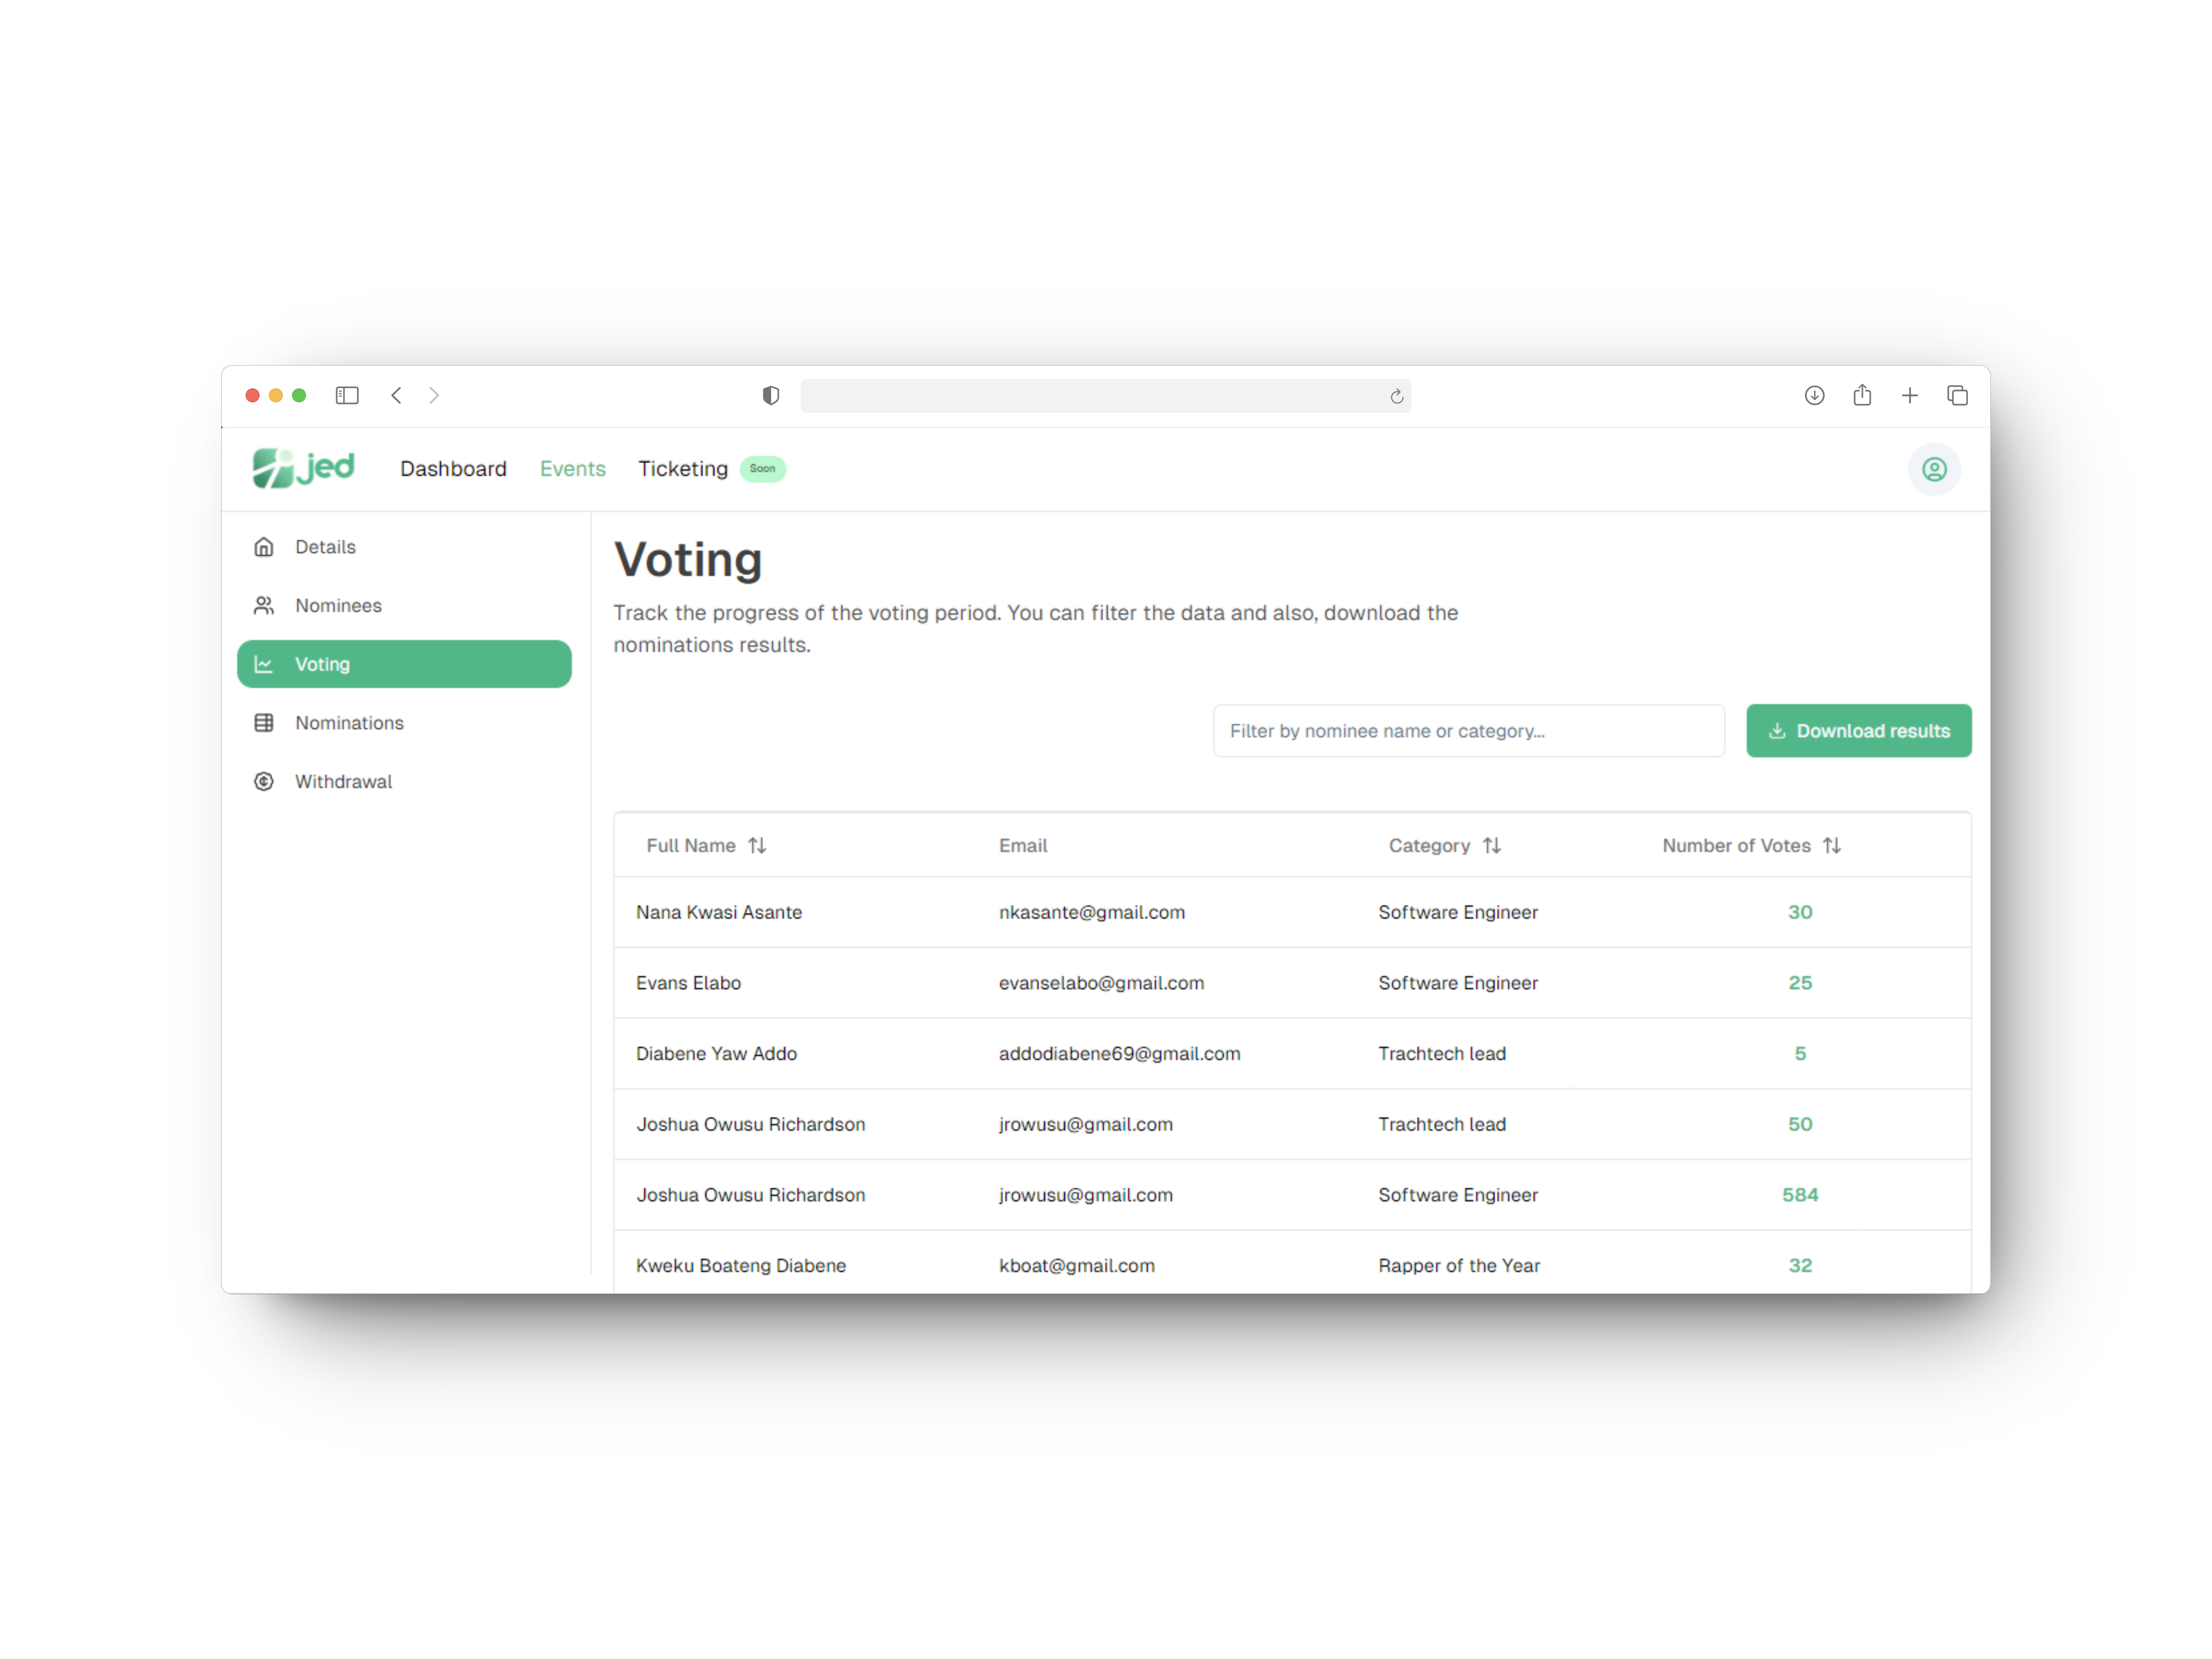 jed Dashboard Events Ticketing Soon
Details
Nominees
Voting
Nominations
Withdrawal
Voting
Track the progress of the voting period. You can filter the data and also, download the
nominations results.
Filter by nominee name or category... Download results
Full Name Email Category Number of Votes
Nana Kwasi Asante nkasante@gmail.com Software Engineer 30
Evans Elabo evanselabo@gmail.com Software Engineer 25
Diabene Yaw Addo addodiabene69@gmail.com Trachtech lead 5
Joshua Owusu Richardson jrowusu@gmail.com Trachtech lead 50
Joshua Owusu Richardson jrowusu@gmail.com Software Engineer 584
Kweku Boateng Diabene kboat@gmail.com Rapper of the Year 32